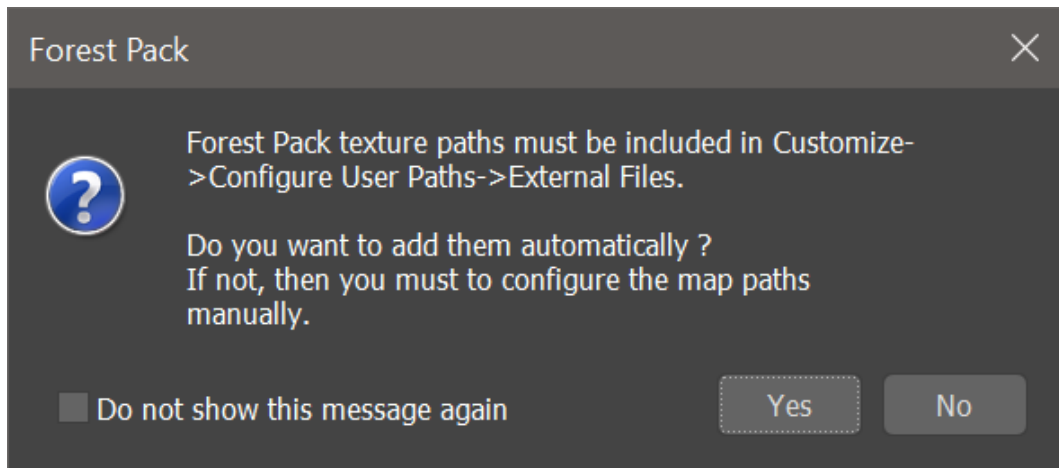 Forest Pack
Forest Pack texture paths must be included in Customize-
>Configure User Paths->External Files.
Do you want to add them automatically ?
If not, then you must to configure the map paths
manually.
Do not show this message again
Yes
No